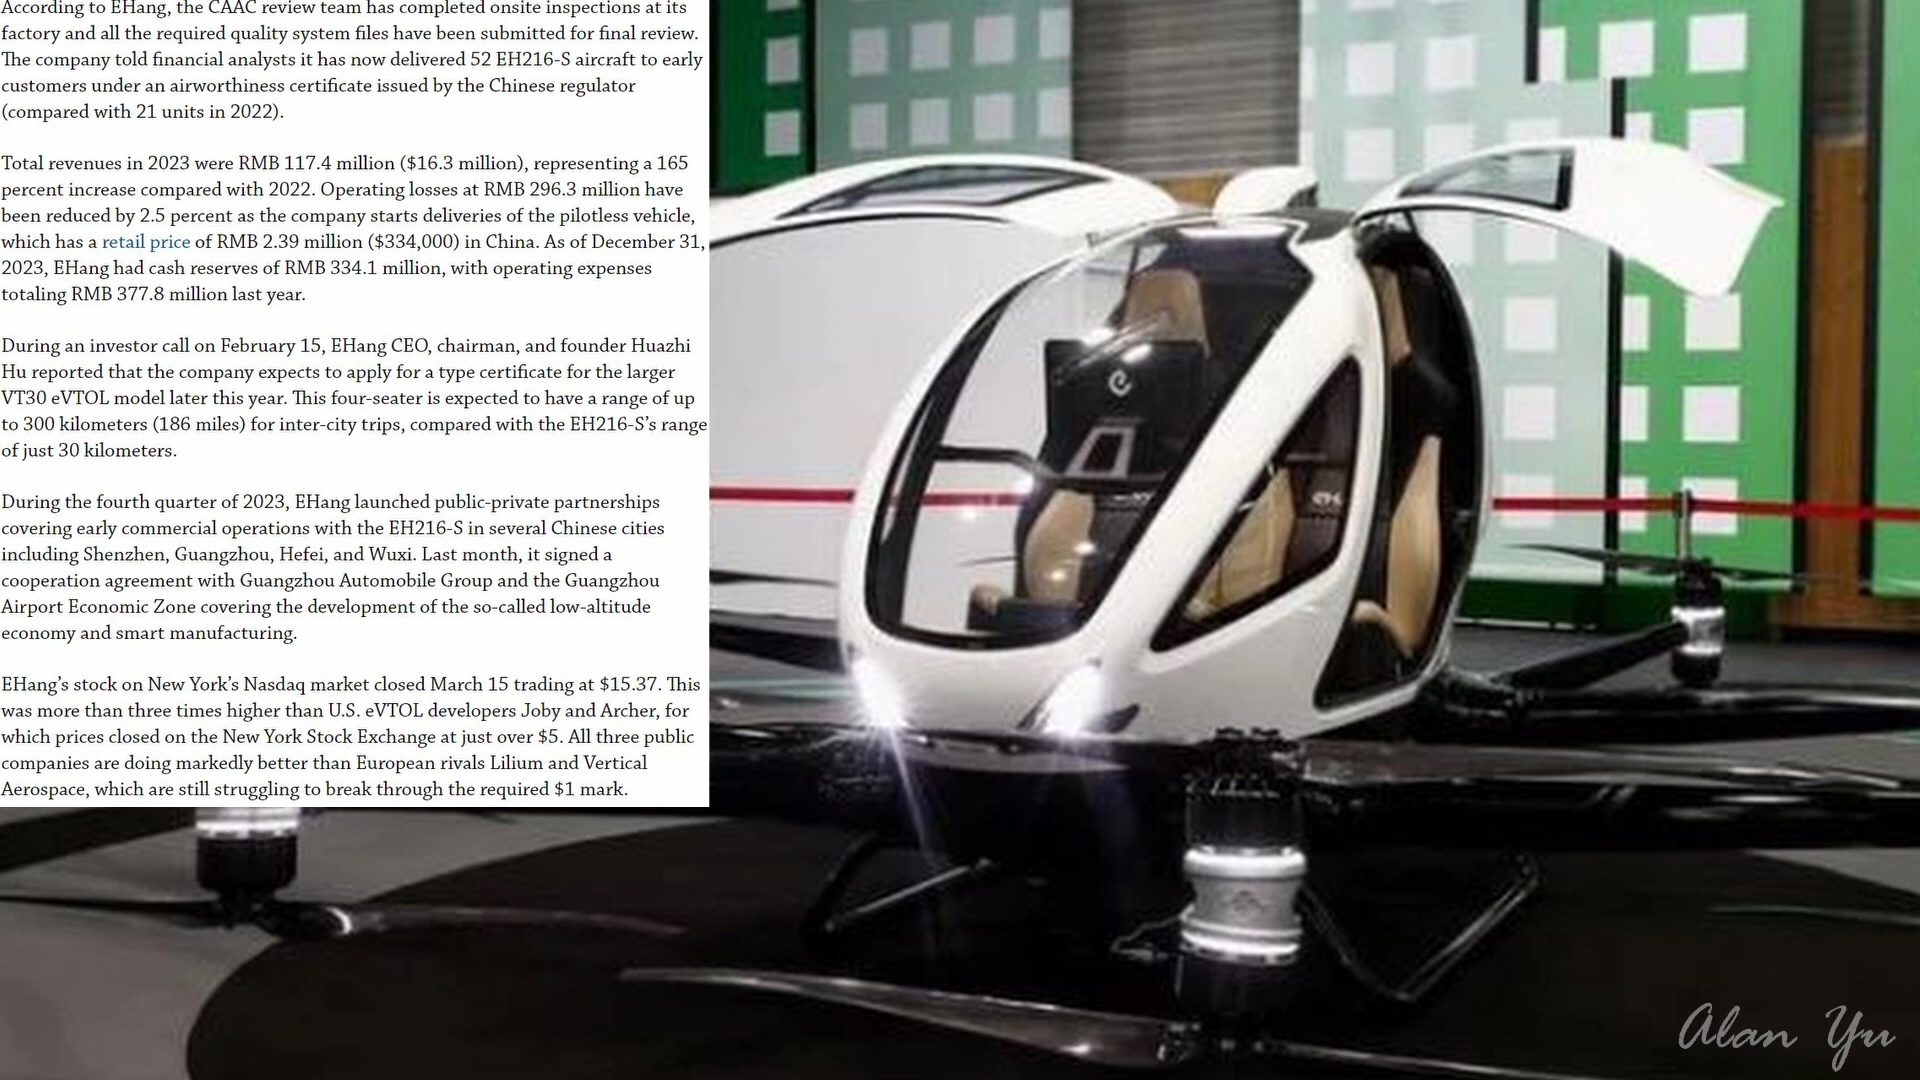 According to EHang, the CAAC review team has completed onsite inspections at its
factory and all the required quality system files have been submitted for final review.
The company told financial analysts it has now delivered 52 EH216-S aircraft to early
customers under an airworthiness certificate issued by the Chinese regulator
(compared with 21 units in 2022).
Total revenues in 2023 were RMB 117.4 million ($16.3 million), representing a 165
percent increase compared with 2022. Operating losses at RMB 296.3 million have
been reduced by 2.5 percent as the company starts deliveries of the pilotless vehicle,
which has a retail price of RMB 2.39 million ($334,000) in China. As of December 31,
2023, EHang had cash reserves of RMB 334.1 million, with operating expenses
totaling RMB 377.8 million last year.
During an investor call on February 15, EHang CEO, chairman, and founder Huazhi
Hu reported that the company expects to apply for a type certificate for the larger
VT30 eVTOL model later this year. This four-seater is expected to have a range of up
to 300 kilometers (186 miles) for inter-city trips, compared with the EH216-S’s range
of just 30 kilometers.
During the fourth quarter of 2023, EHang launched public-private partnerships
covering early commercial operations with the EH216-S in several Chinese cities
including Shenzhen, Guangzhou, Hefei, and Wuxi. Last month, it signed a
cooperation agreement with Guangzhou Automobile Group and the Guangzhou
Airport Economic Zone covering the development of the so-called low-altitude
economy and smart manufacturing.
EHang’s stock on New York’s Nasdaq market closed March 15 trading at $15.37. This
was more than three times higher than U.S. eVTOL developers Joby and Archer, for
which prices closed on the New York Stock Exchange at just over $5. All three public
companies are doing markedly better than European rivals Lilium and Vertical
Aerospace, which are still struggling to break through the required $1 mark.
Alan Yu